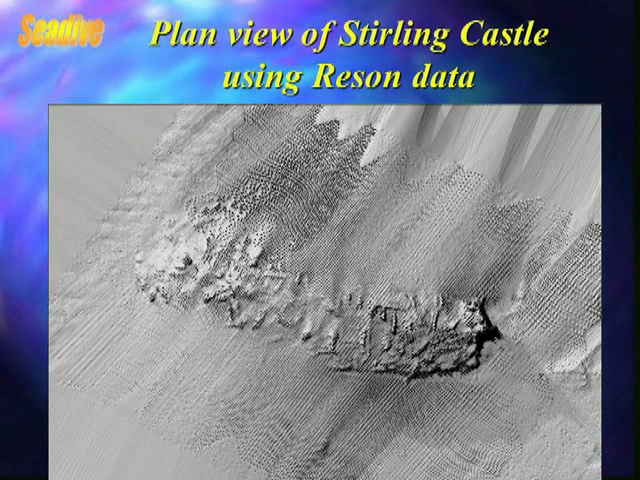 Seadive
Plan view of Stirling Castle
using Reson data